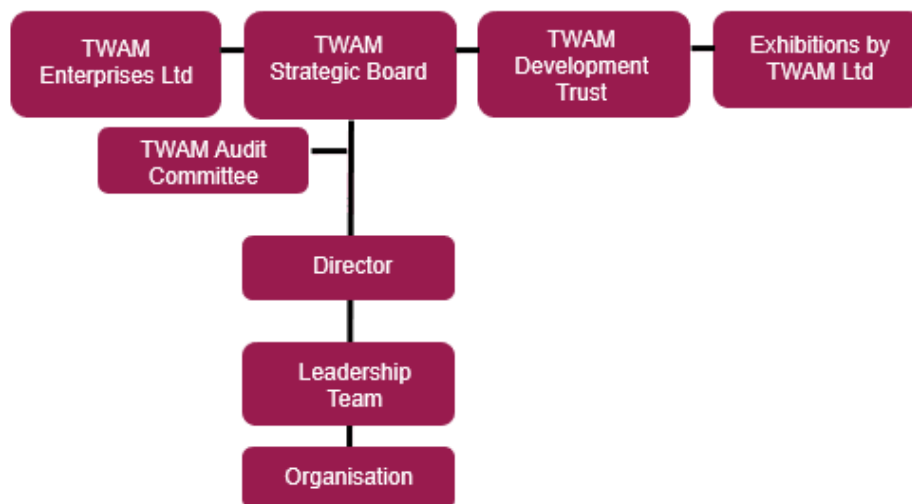 TWAM
Enterprises Ltd
TWAM
Strategic Board
TWAM
Development
Trust
Exhibitions by
TWAM Ltd
TWAM Audit
Committee
Director
Leadership
Team
Organisation